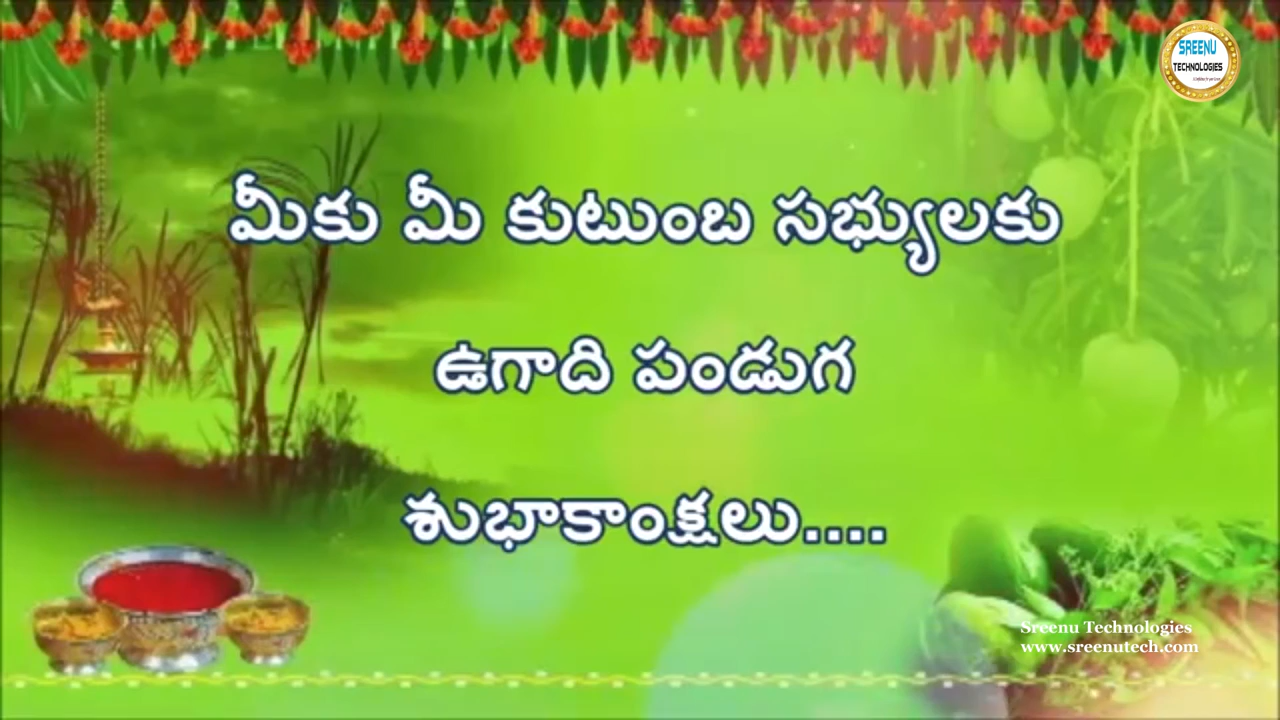 SREENU
TECHNOLOGIES
మీకు మీ కుటుంబ సభ్యులకు
ఉగాది పండుగ
శుభాకాంక్షలు....
Sreenu Technologies
www.sreenutech.com